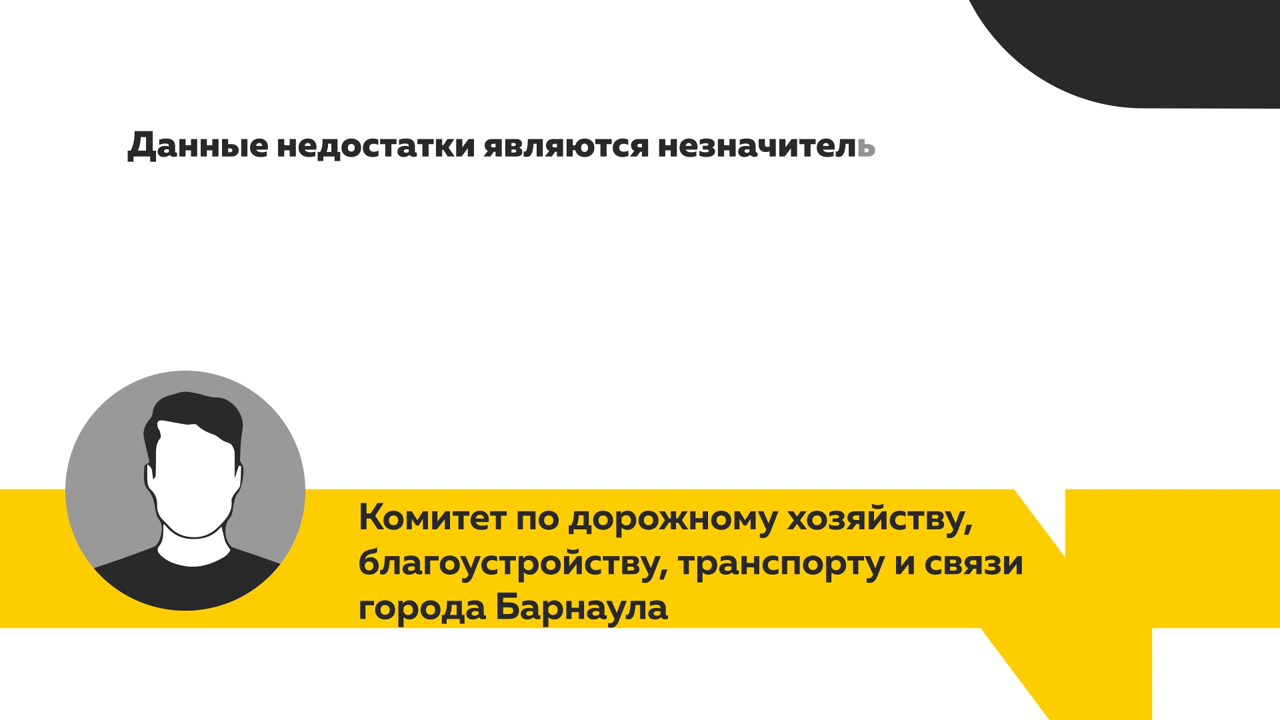 Данные недостатки являются незначитель
Комитет по дорожному хозяйству,
благоустройству, транспорту и связи
города Барнаула